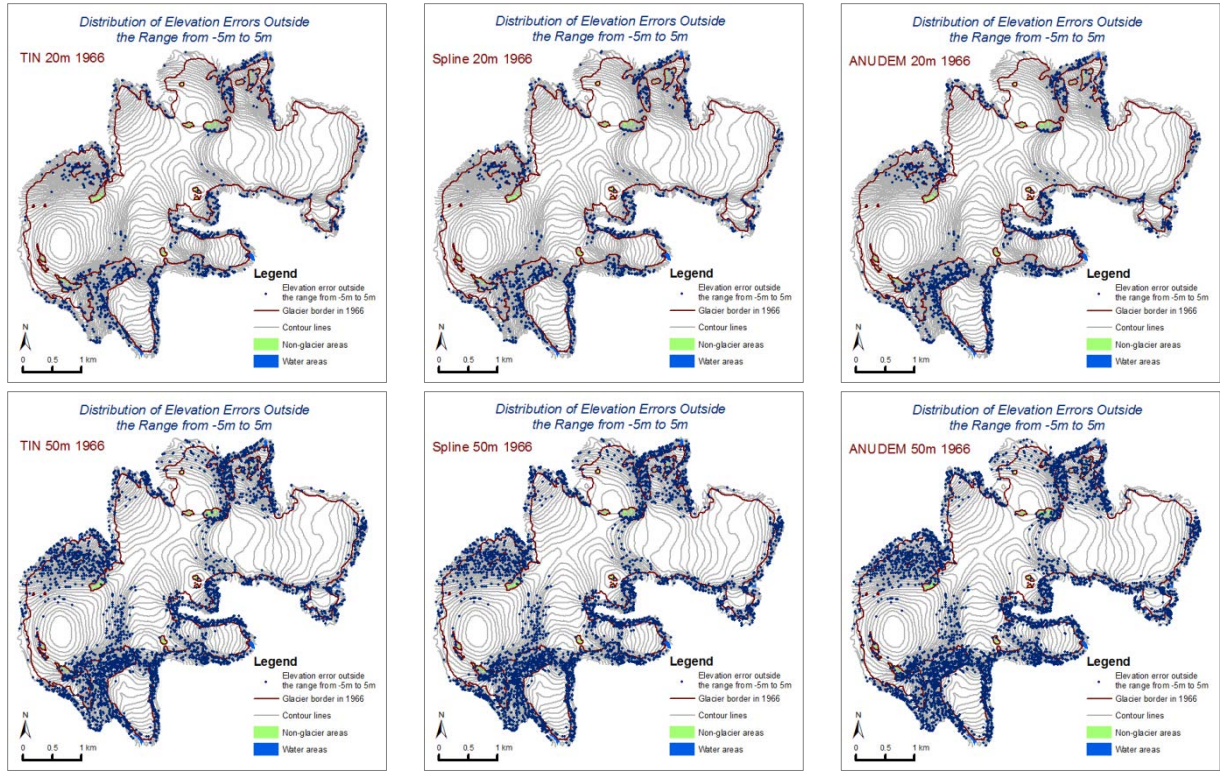 Distribution of Elevation Errors Outside
the Range from -5m to 5m
TIN 20m 1966
Legend
Elevation error outside
the range from -5m to 5m
Glacier border in 1966
Contour lines
Non-glacier areas
Water areas
N
0 0.5 1 km
Distribution of Elevation Errors Outside
the Range from -5m to 5m
Spline 20m 1966
Legend
Elevation error outside
the range from -5m to 5m
Glacier border in 1966
Contour lines
Non-glacier areas
Water areas
N
0 0.5 1 km
Distribution of Elevation Errors Outside
the Range from -5m to 5m
ANUDEM 20m 1966
Legend
Elevation error outside
the range from -5m to 5m
Glacier border in 1966
Contour lines
Non-glacier areas
Water areas
N
0 0.5 1 km
Distribution of Elevation Errors Outside
the Range from -5m to 5m
TIN 50m 1966
Legend
Elevation error outside
the range from -5m to 5m
Glacier border in 1966
Contour lines
Non-glacier areas
Water areas
N
0 0.5 1 km
Distribution of Elevation Errors Outside
the Range from -5m to 5m
Spline 50m 1966
Legend
Elevation error outside
the range from -5m to 5m
Glacier border in 1966
Contour lines
Non-glacier areas
Water areas
N
0 0.5 1 km
Distribution of Elevation Errors Outside
the Range from -5m to 5m
ANUDEM 50m 1966
Legend
Elevation error outside
the range from -5m to 5m
Glacier border in 1966
Contour lines
Non-glacier areas
Water areas
N
0 0.5 1 km